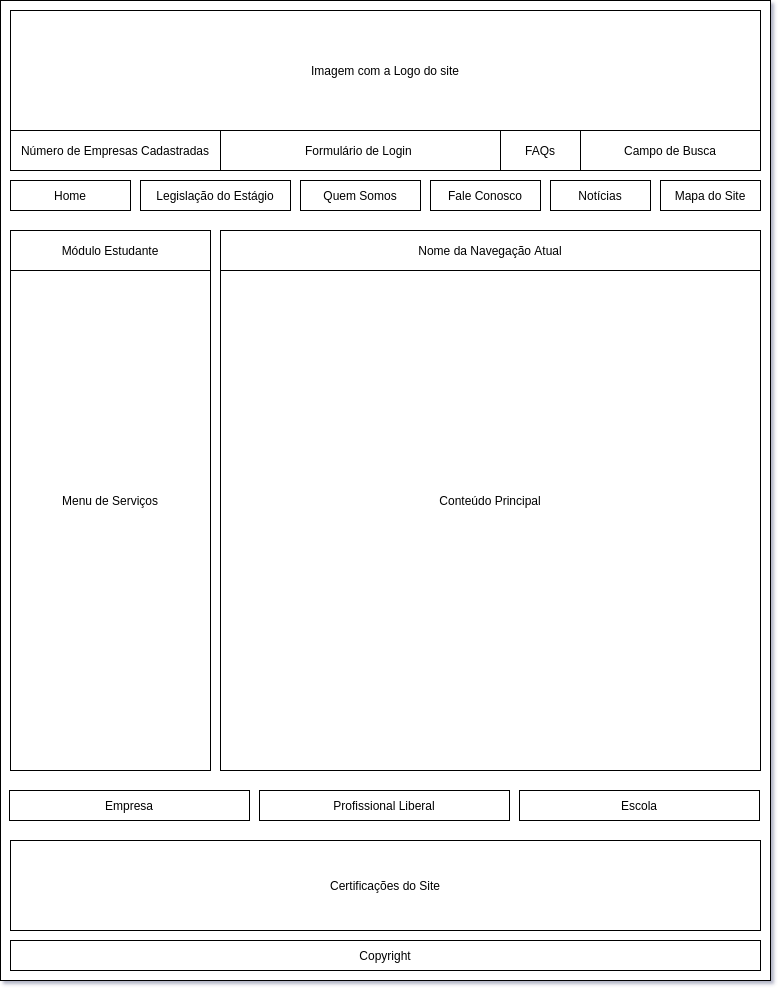 Imagem com a Logo do site
Número de Empresas Cadastradas
Formulário de Login
FAQs
Campo de Busca
Home
Legislação do Estágio
Quem Somos
Fale Conosco
Notícias
Mapa do Site
Módulo Estudante
Nome da Navegação Atual
Menu de Serviços
Conteúdo Principal
Empresa
Profissional Liberal
Escola
Certificações do Site
Copyright